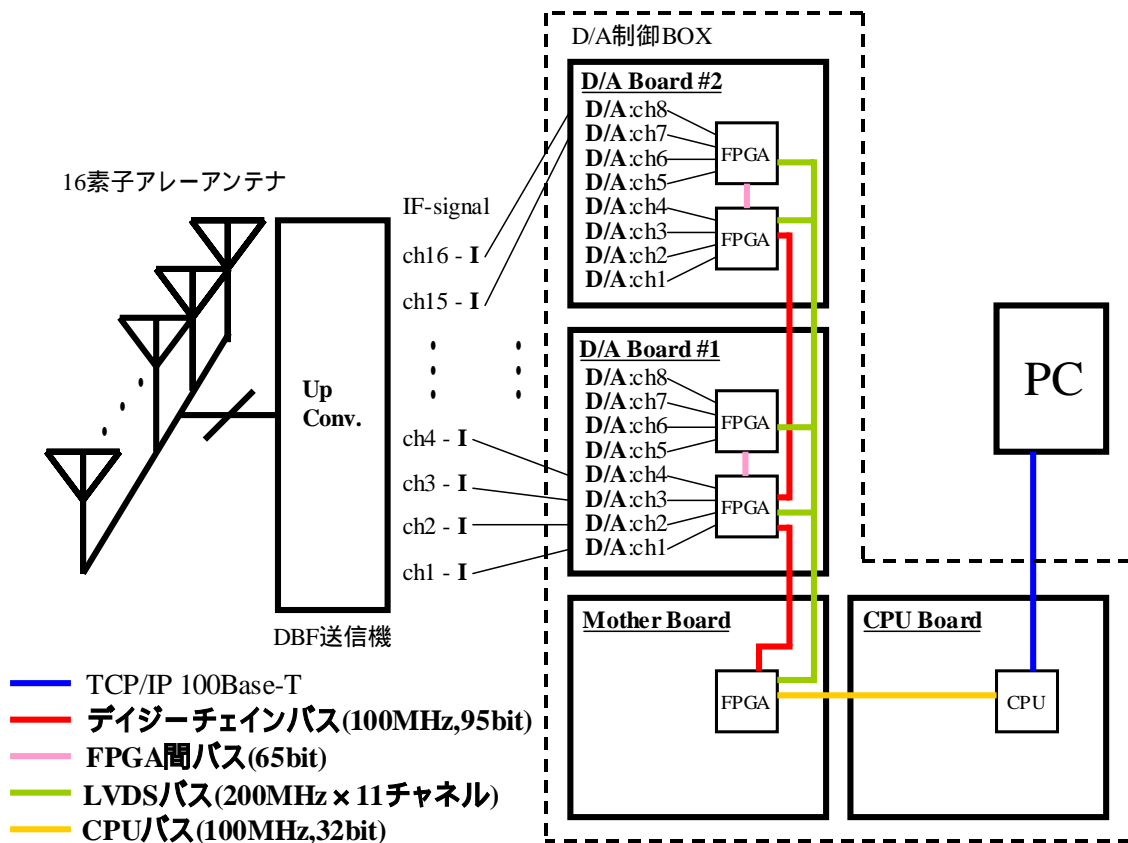 D/A制御BOX
D/A Board #2
D/A:ch8
D/A:ch7
D/A:ch6
D/A:ch5
D/A:ch4
D/A:ch3
D/A:ch2
D/A:ch1
FPGA
FPGA
16素子アレーアンテナ
IF-signal
ch16 - I
ch15 - I
ch4 - I
ch3 - I
ch2 - I
ch1 - I
Up
Conv.
DBF送信機
D/A Board #1
D/A:ch8
D/A:ch7
D/A:ch6
D/A:ch5
D/A:ch4
D/A:ch3
D/A:ch2
D/A:ch1
FPGA
FPGA
PC
Mother Board
FPGA
CPU Board
CPU
TCP/IP 100Base-T
デイジーチェインバス(100MHz,95bit)
FPGA間バス(65bit)
LVDSバス(200MHz×11チャネル)
CPUバス(100MHz,32bit)